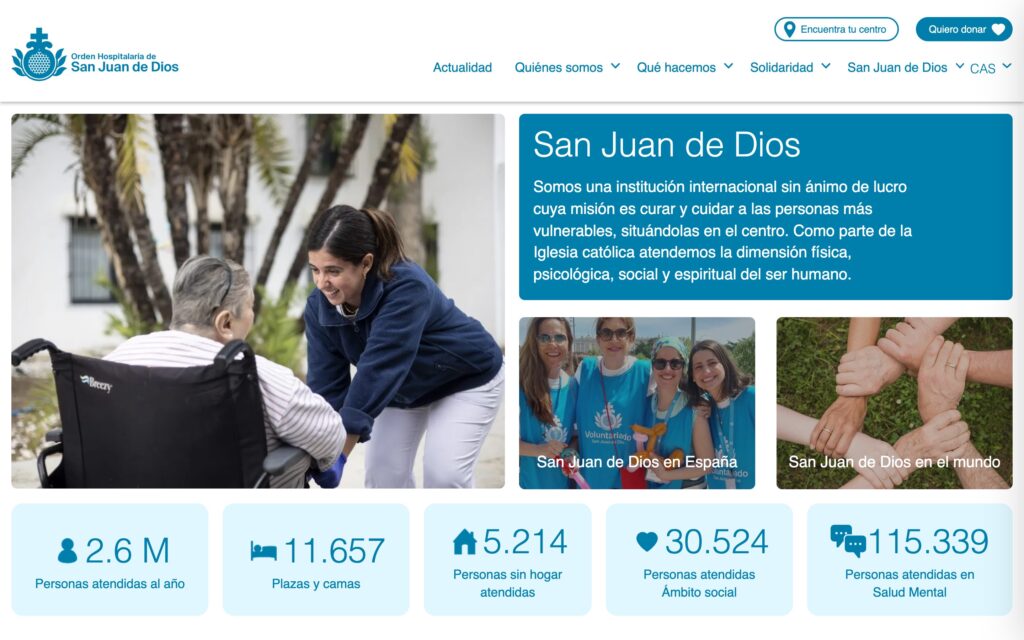 Encuentra tu centro
Quiero donar
Orden Hospitalaria de
San Juan de Dios
Actualidad
Quiénes somos
Qué hacemos
Solidaridad
San Juan de Dios
CAS
San Juan de Dios
Somos una institución internacional sin ánimo de lucro
cuya misión es curar y cuidar a las personas más
vulnerables, situándolas en el centro. Como parte de la
Iglesia católica atendemos la dimensión física,
psicológica, social y espiritual del ser humano.
Breezy
Voluntariado
San Juan de Dios en España
San Juan de Dios en el mundo
2.6 M
Personas atendidas al año
11.657
Plazas y camas
5.214
Personas sin hogar
atendidas
30.524
Personas atendidas
Ámbito social
115.339
Personas atendidas en
Salud Mental